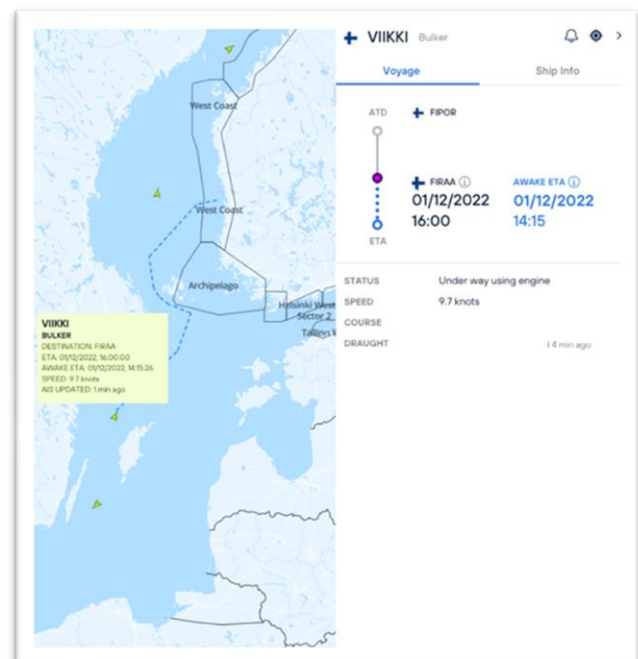 West Coast
West Coast
Archipelago
Helsinki West
Sector 2
Tallinn
VIIKKI
BULKER
DESTINATION: FIRAA
ETA: 01/12/2022, 16:00:00
AWAKE ETA: 01/12/2022, 14:15:26
SPEED: 9.7 knots
AIS UPDATED: 1 min ago
VIIKKI Bulker
Voyage Ship Info
ATD FIPOR
FIRAA AWAKE ETA
01/12/2022 01/12/2022
16:00 14:15
ETA
STATUS Under way using engine
SPEED 9.7 knots
COURSE
DRAUGHT 4 min ago